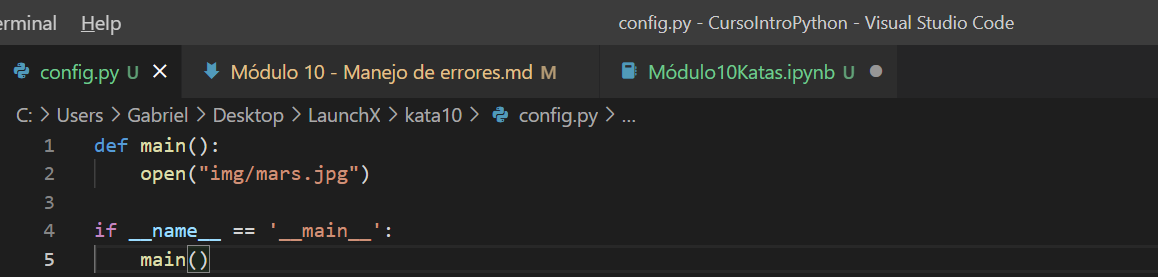 erminal Help config.py - CursoIntroPython - Visual Studio Code
config.py U Módulo 10 - Manejo de errores.md M Módulo10Katas.ipynb U
C: > Users > Gabriel > Desktop > LaunchX > kata10 > config.py > ...
1 def main():
2 open("img/mars.jpg")
3
4 if __name__ == '__main__':
5 main()